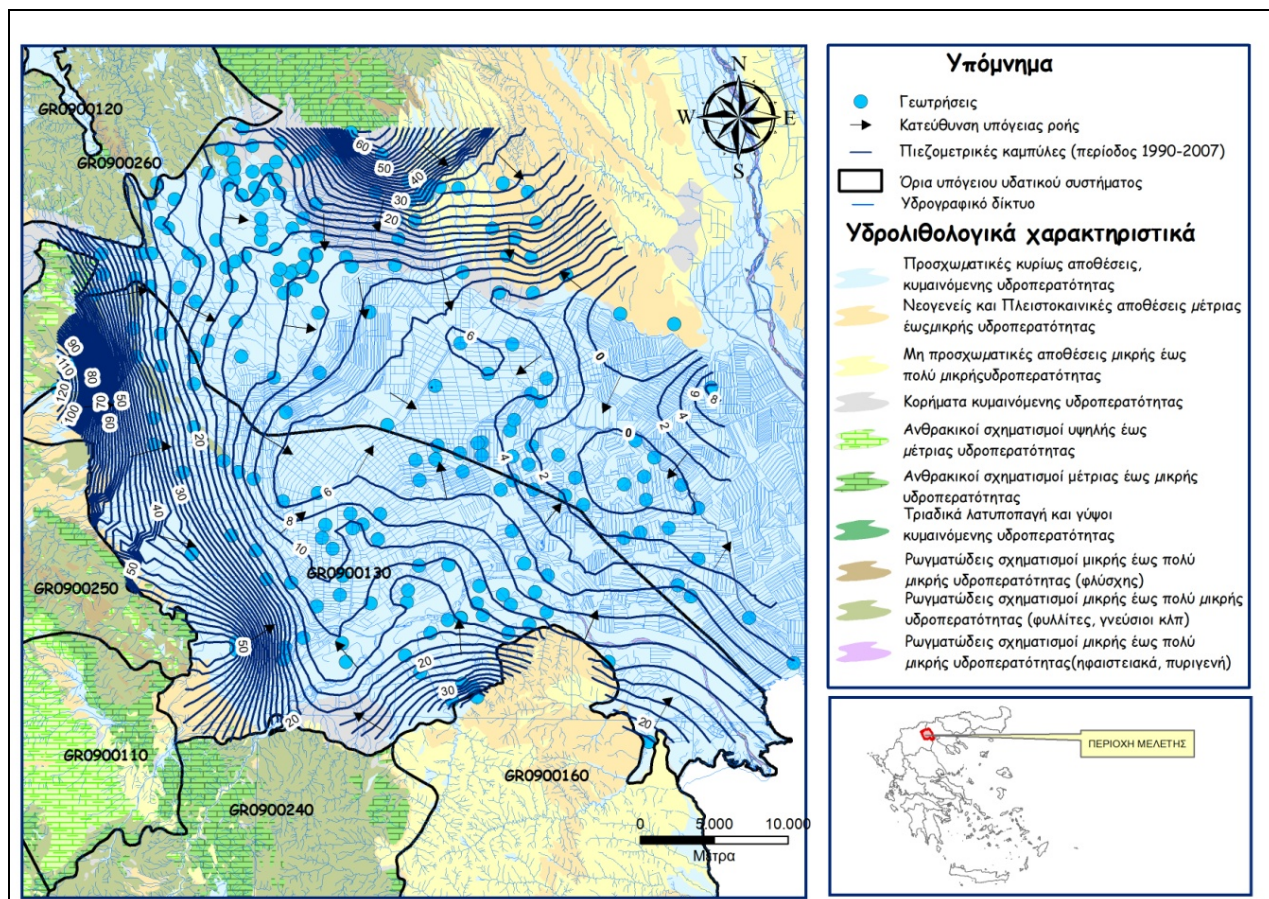 GR0900120
GR0900260
N
W
E
S
60
50
40
30
20
90
110
80
120
70
50
100
60
20
30
40
50
6
0
8
6
4
2
0
4
2
6
8
10
GR0900130
GR0900250
50
20
30
20
20
GR0900110
GR0900240
GR0900160
0 5.000 10.000
Μέτρα
Υπόμνημα
Γεωτρήσεις
Κατεύθυνση υπόγειας ροής
Πιεζομετρικές καμπύλες (περίοδος 1990-2007)
Όρια υπόγειου υδατικού συστήματος
Υδρογραφικό δίκτυο
Υδρολιθολογικά χαρακτηριστικά
Προσχωματικές κυρίως αποθέσεις,
κυμαινόμενης υδροπερατότητας
Νεογενείς και Πλειστοκαινικές αποθέσεις μέτριας
έωςμικρής υδροπερατότητας
Μη προσχωματικές αποθέσεις μικρής έως
πολύ μικρήςυδροπερατότητας
Κορήματα κυμαινόμενης υδροπερατότητας
Ανθρακικοί σχηματισμοί υψηλής έως
μέτριας υδροπερατότητας
Ανθρακικοί σχηματισμοί μέτριας έως μικρής
υδροπερατότητας
Τριαδικά λατυποπαγή και γύψοι
κυμαινόμενης υδροπερατότητας
Ρωγματώδεις σχηματισμοί μικρής έως πολύ
μικρής υδροπερατότητας (φλύσχης)
Ρωγματώδεις σχηματισμοί μικρής έως πολύ μικρής
υδροπερατότητας (φυλλίτες, γνεύσιοι κλπ)
Ρωγματώδεις σχηματισμοί μικρής έως πολύ
μικρής υδροπερατότητας(ηφαιστειακά, πυριγενή)
ΠΕΡΙΟΧΗ ΜΕΛΕΤΗΣ